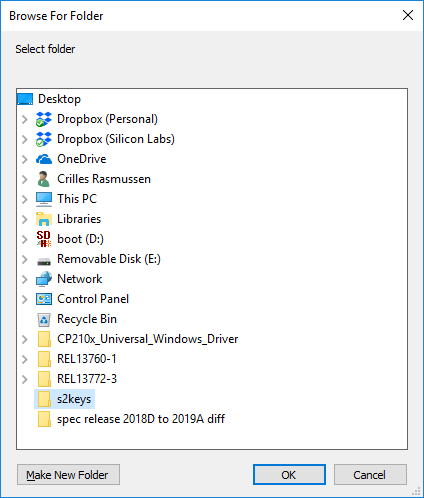 Browse For Folder
Select folder
Desktop
Dropbox (Personal)
Dropbox (Silicon Labs)
OneDrive
Crilles Rasmussen
This PC
Libraries
boot (D:)
Removable Disk (E:)
Network
Control Panel
Recycle Bin
CP210x_Universal_Windows_Driver
REL13760-1
REL13772-3
s2keys
spec release 2018D to 2019A diff
Make New Folder OK Cancel